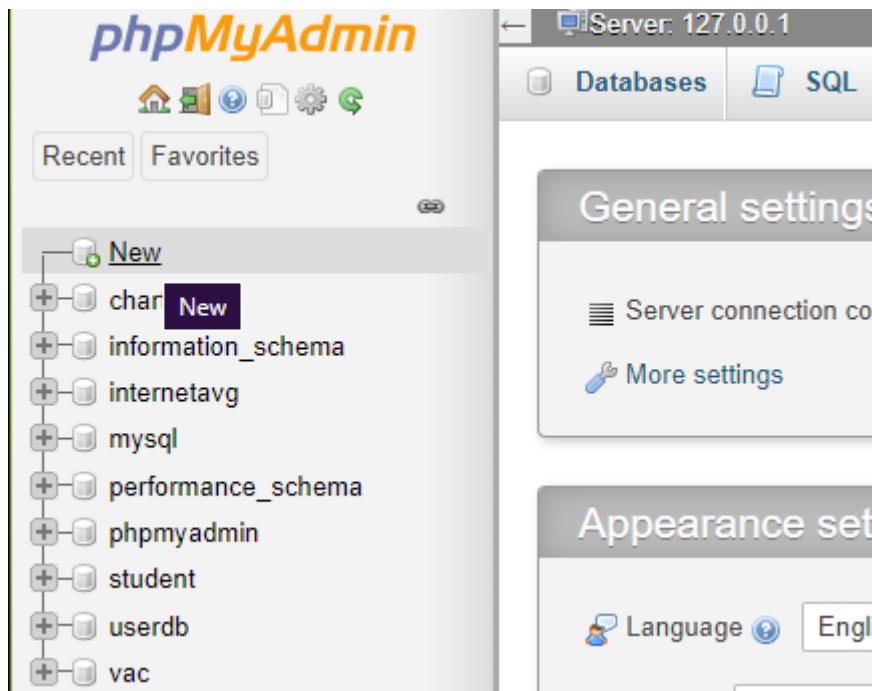 phpMyAdmin
Recent Favorites
New
char
New
information_schema
internetavg
mysql
performance_schema
phpmyadmin
student
userdb
vac
Server: 127.0.0.1
Databases SQL
General settings
Server connection co
More settings
Appearance set
Language Engl